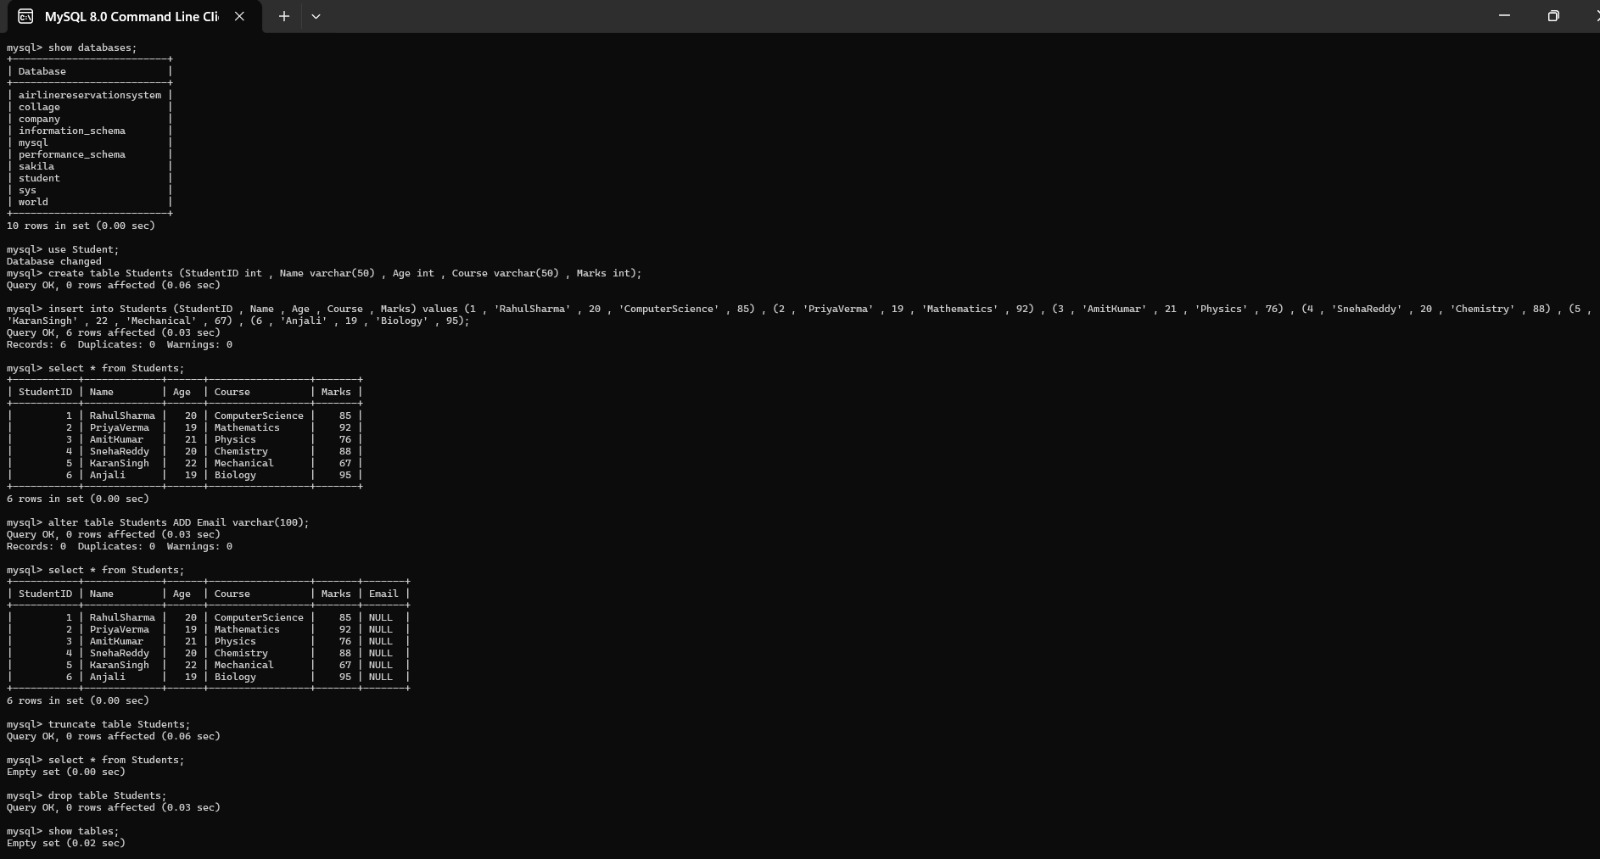 MySQL 8.0 Command Line Cli
mysql> show databases;
+---------------------------+
| Database                  |
+---------------------------+
| airlinereservationsystem |
| collage                  |
| company                  |
| information_schema       |
| mysql                    |
| performance_schema       |
| sakila                   |
| student                  |
| sys                      |
| world                    |
+---------------------------+
10 rows in set (0.00 sec)
mysql> use Student;
Database changed
mysql> create table Students (StudentID int , Name varchar(50) , Age int , Course varchar(50) , Marks int);
Query OK, 0 rows affected (0.06 sec)
mysql> insert into Students (StudentID , Name , Age , Course , Marks) values (1 , 'RahulSharma' , 20 , 'ComputerScience' , 85) , (2 , 'PriyaVerma' , 19 , 'Mathematics' , 92) , (3 , 'AmitKumar' , 21 , 'Physics' , 76) , (4 , 'SnehaReddy' , 20 , 'Chemistry' , 88) , (5 ,
'KaranSingh' , 22 , 'Mechanical' , 67) , (6 , 'Anjali' , 19 , 'Biology' , 95);
Query OK, 6 rows affected (0.03 sec)
Records: 6  Duplicates: 0  Warnings: 0
mysql> select * from Students;
+-----------+-------------+------+-----------------+-------+
| StudentID | Name        | Age  | Course          | Marks |
+-----------+-------------+------+-----------------+-------+
|         1 | RahulSharma |   20 | ComputerScience |    85 |
|         2 | PriyaVerma  |   19 | Mathematics     |    92 |
|         3 | AmitKumar   |   21 | Physics         |    76 |
|         4 | SnehaReddy  |   20 | Chemistry       |    88 |
|         5 | KaranSingh  |   22 | Mechanical      |    67 |
|         6 | Anjali      |   19 | Biology         |    95 |
+-----------+-------------+------+-----------------+-------+
6 rows in set (0.00 sec)
mysql> alter table Students ADD Email varchar(100);
Query OK, 0 rows affected (0.03 sec)
Records: 0  Duplicates: 0  Warnings: 0
mysql> select * from Students;
+-----------+-------------+------+-----------------+-------+-------+
| StudentID | Name        | Age  | Course          | Marks | Email |
+-----------+-------------+------+-----------------+-------+-------+
|         1 | RahulSharma |   20 | ComputerScience |    85 | NULL  |
|         2 | PriyaVerma  |   19 | Mathematics     |    92 | NULL  |
|         3 | AmitKumar   |   21 | Physics         |    76 | NULL  |
|         4 | SnehaReddy  |   20 | Chemistry       |    88 | NULL  |
|         5 | KaranSingh  |   22 | Mechanical      |    67 | NULL  |
|         6 | Anjali      |   19 | Biology         |    95 | NULL  |
+-----------+-------------+------+-----------------+-------+-------+
6 rows in set (0.00 sec)
mysql> truncate table Students;
Query OK, 0 rows affected (0.06 sec)
mysql> select * from Students;
Empty set (0.00 sec)
mysql> drop table Students;
Query OK, 0 rows affected (0.03 sec)
mysql> show tables;
Empty set (0.02 sec)